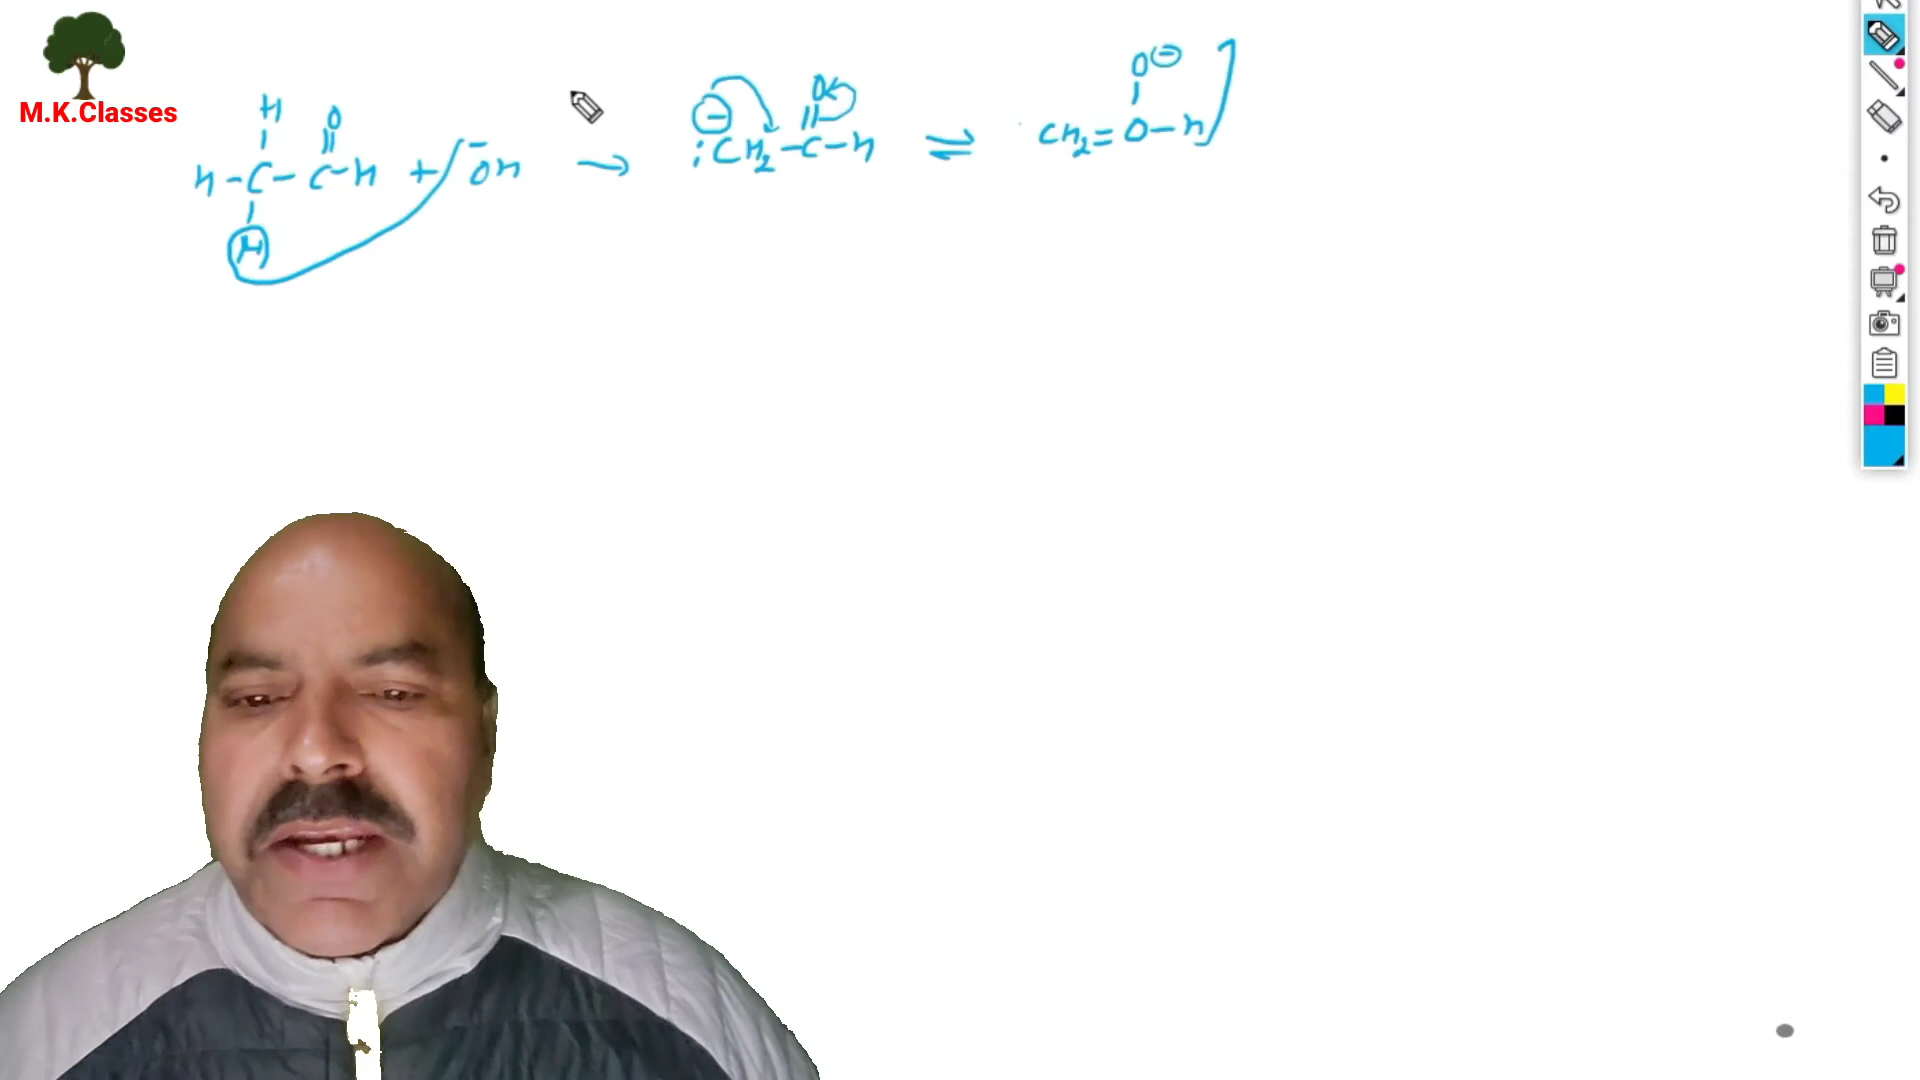 M.K.Classes
H O O⊖
| || |
H-C-C-H + ⁻OH → ⊖:CH₂-C-H ⇌ CH₂=O-H]
|
H